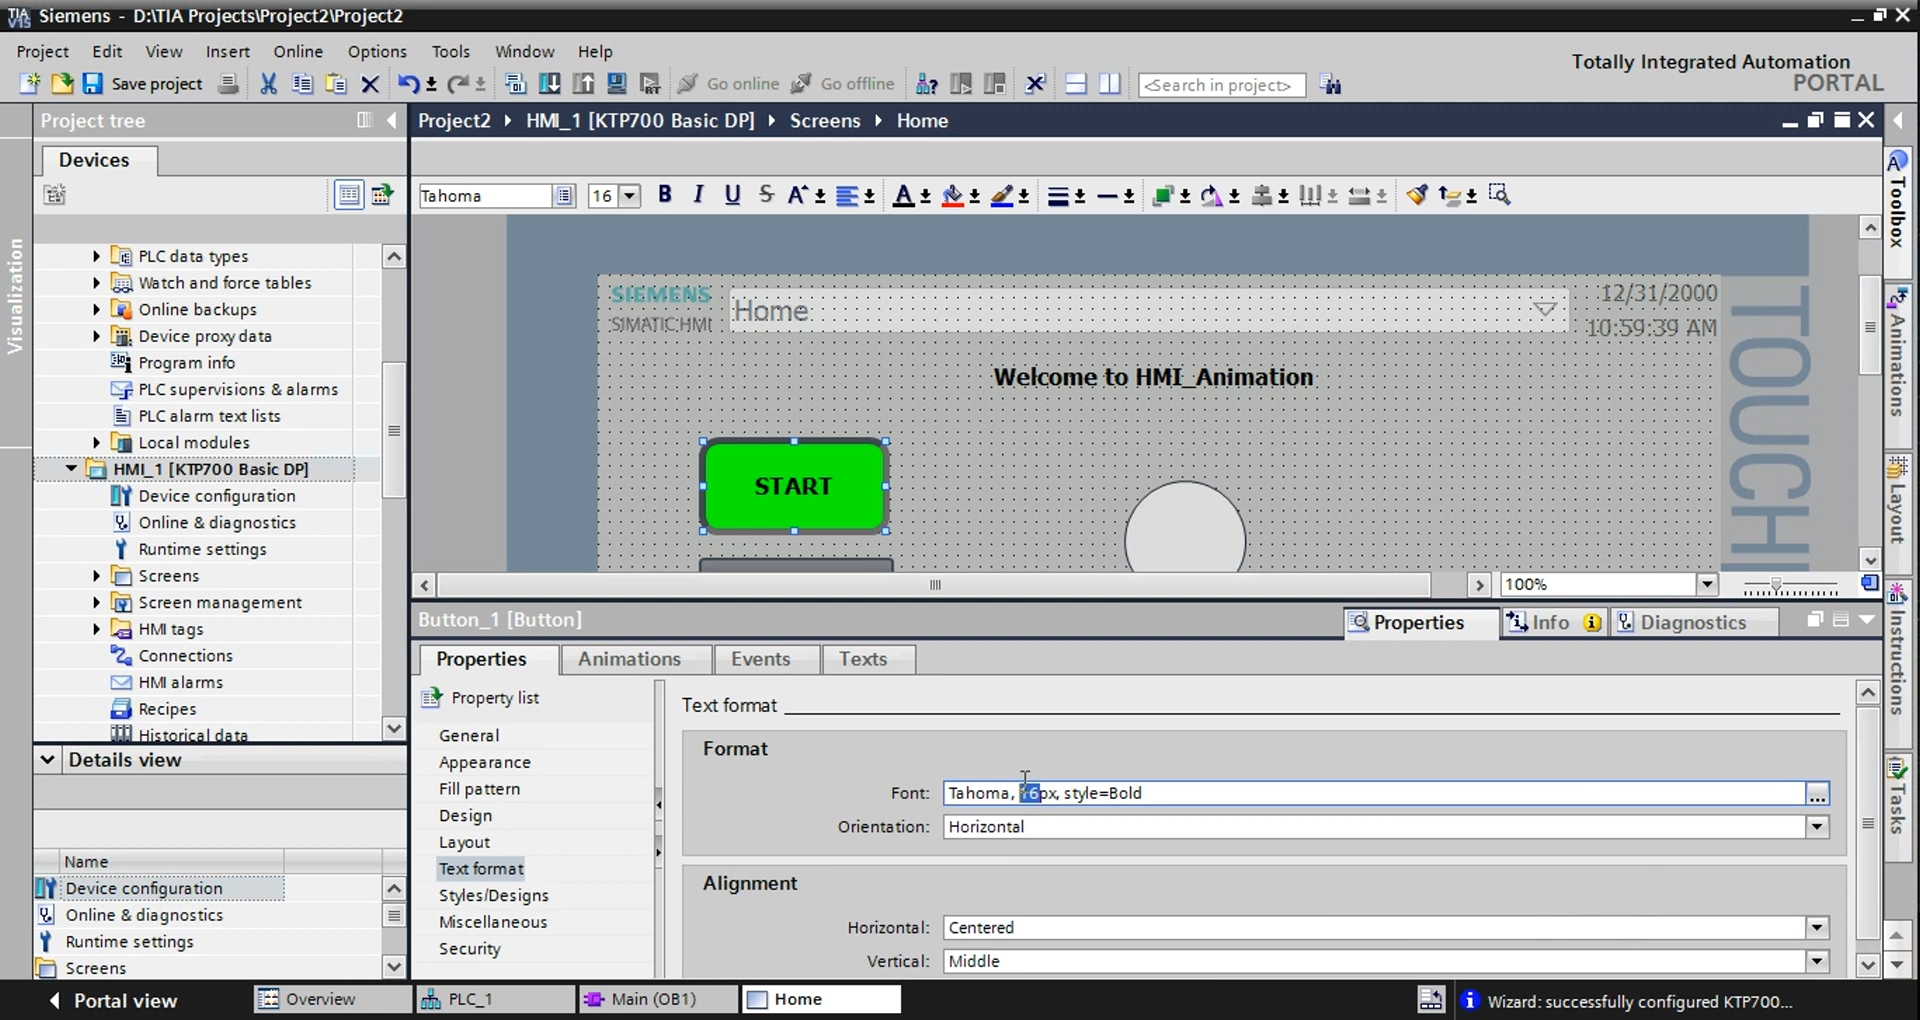 Siemens - D:\TIA Projects\Project2\Project2
Project Edit View Insert Online Options Tools Window Help
Totally Integrated Automation
PORTAL
Save project
Go online
Go offline
<Search in project>
Project tree
Project2 HMI_1 [KTP700 Basic DP] Screens Home
Devices
Tahoma
16
B I U S
Visualization
PLC data types
Watch and force tables
Online backups
Device proxy data
Program info
PLC supervisions & alarms
PLC alarm text lists
Local modules
HMI_1 [KTP700 Basic DP]
Device configuration
Online & diagnostics
Runtime settings
Screens
Screen management
HMI tags
Connections
HMI alarms
Recipes
Historical data
SIEMENS
SIMATIC HMI
Home
12/31/2000
10:59:39 AM
Welcome to HMI_Animation
START
TOUCH
100%
Toolbox
Animations
Layout
Instructions
Tasks
Button_1 [Button]
Properties
Info
Diagnostics
Properties
Animations
Events
Texts
Property list
General
Appearance
Fill pattern
Design
Layout
Text format
Styles/Designs
Miscellaneous
Security
Text format
Format
Font: Tahoma, 16px, style=Bold
Orientation: Horizontal
Alignment
Horizontal: Centered
Vertical: Middle
Details view
Name
Device configuration
Online & diagnostics
Runtime settings
Screens
Portal view
Overview
PLC_1
Main (OB1)
Home
Wizard: successfully configured KTP700...